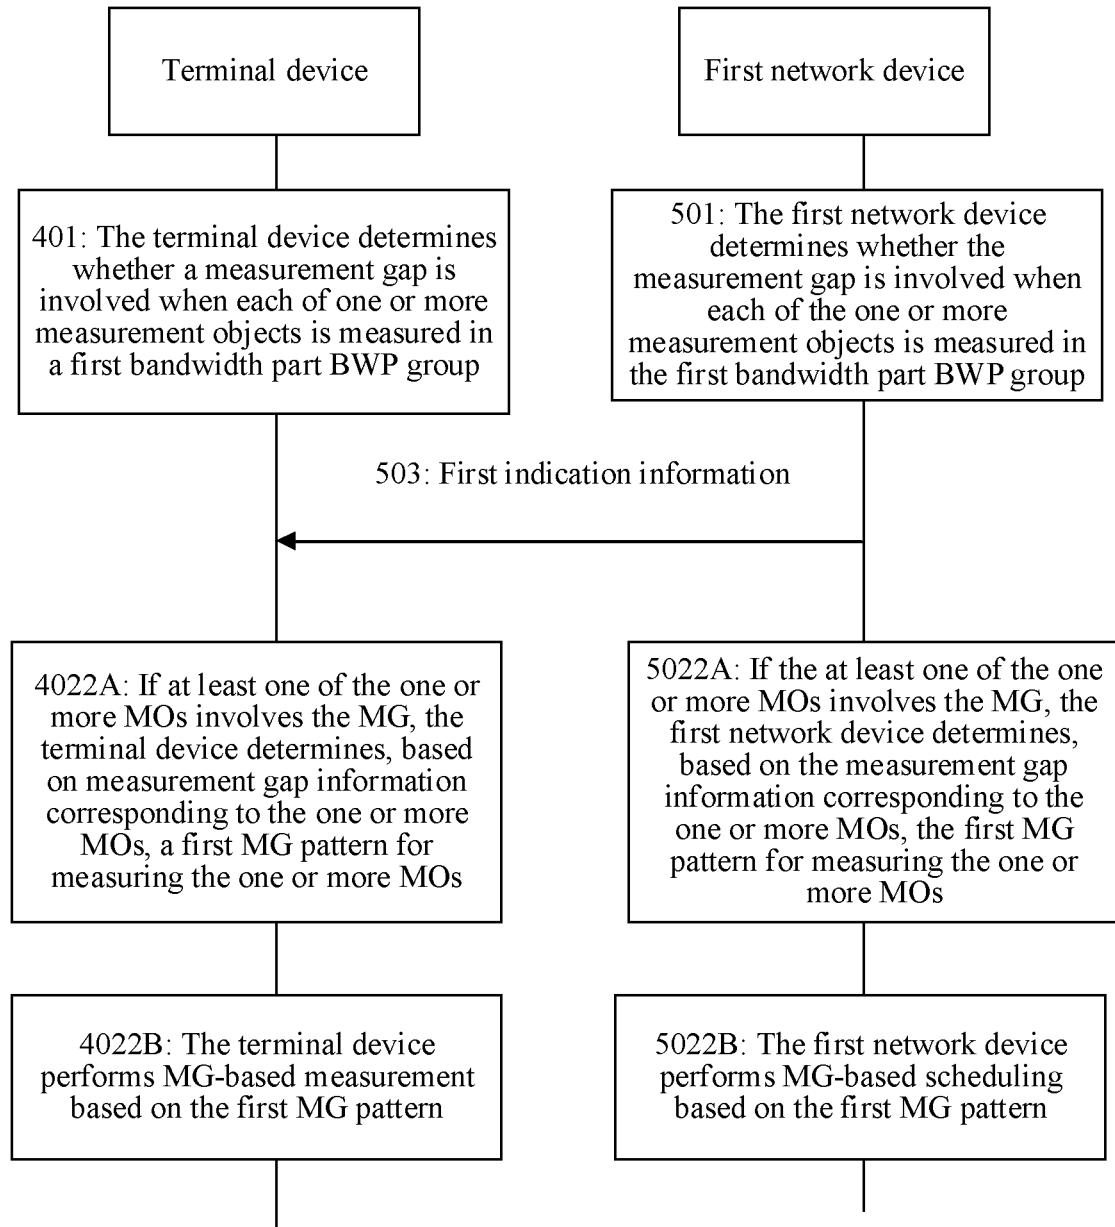 Terminal device
First network device
401: The terminal device determines
whether a measurement gap is
involved when each of one or more
measurement objects is measured in
a first bandwidth part BWP group
501: The first network device
determines whether the
measurement gap is involved when
each of the one or more
measurement objects is measured in
the first bandwidth part BWP group
503: First indication information
4022A: If at least one of the one or
more MOs involves the MG, the
terminal device determines, based
on measurement gap information
corresponding to the one or more
MOs, a first MG pattern for
measuring the one or more MOs
5022A: If the at least one of the one
or more MOs involves the MG, the
first network device determines,
based on the measurement gap
information corresponding to the
one or more MOs, the first MG
pattern for measuring the one or
more MOs
4022B: The terminal device
performs MG-based measurement
based on the first MG pattern
5022B: The first network device
performs MG-based scheduling
based on the first MG pattern